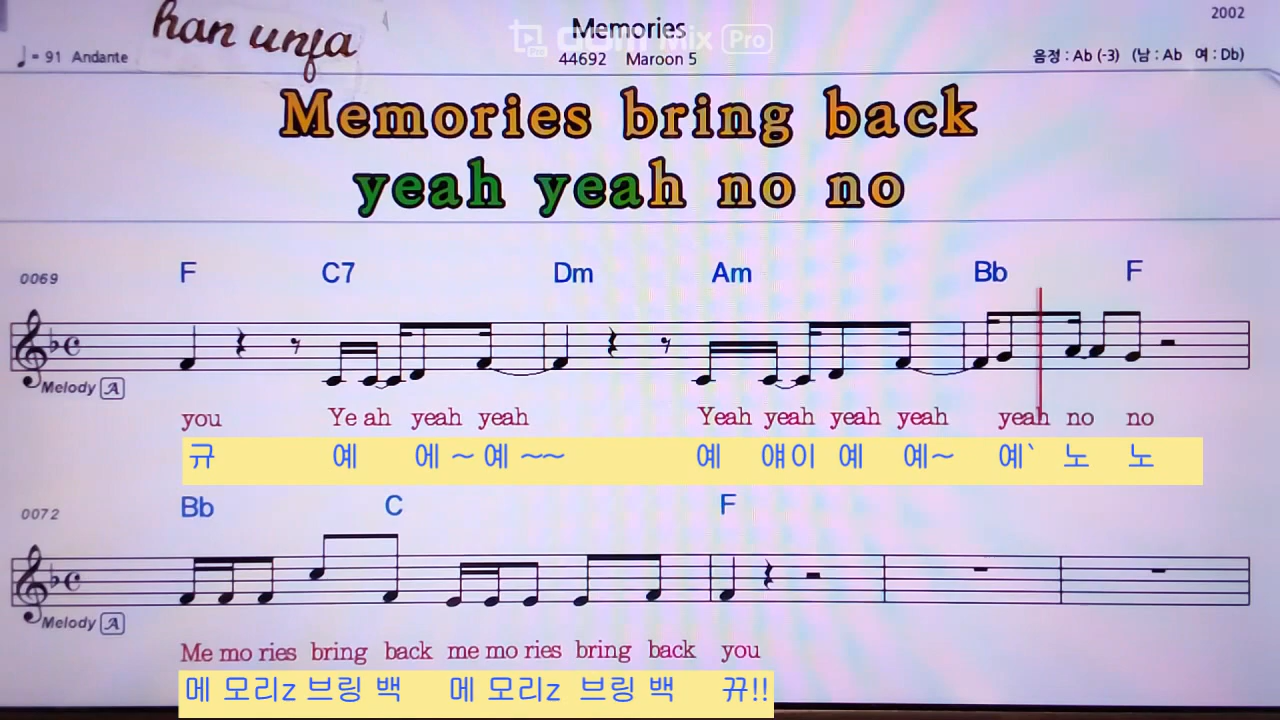 han unja
Memories
GOM Mix Pro
2002
♩= 91 Andante
44692 Maroon 5
음정 : Ab (-3) (남 : Ab 여 : Db)
Memories bring back
yeah yeah no no
0069
F C7 Dm Am Bb F
Melody A
you Ye ah yeah yeah Yeah yeah yeah yeah yeah no no
규 예 에 ~ 예 ~~ 예 얘이 예 예~ 예` 노 노
0072
Bb C F
Melody A
Me mo ries bring back me mo ries bring back you
메 모리z 브링 백 메 모리z 브링 백 뀨!!